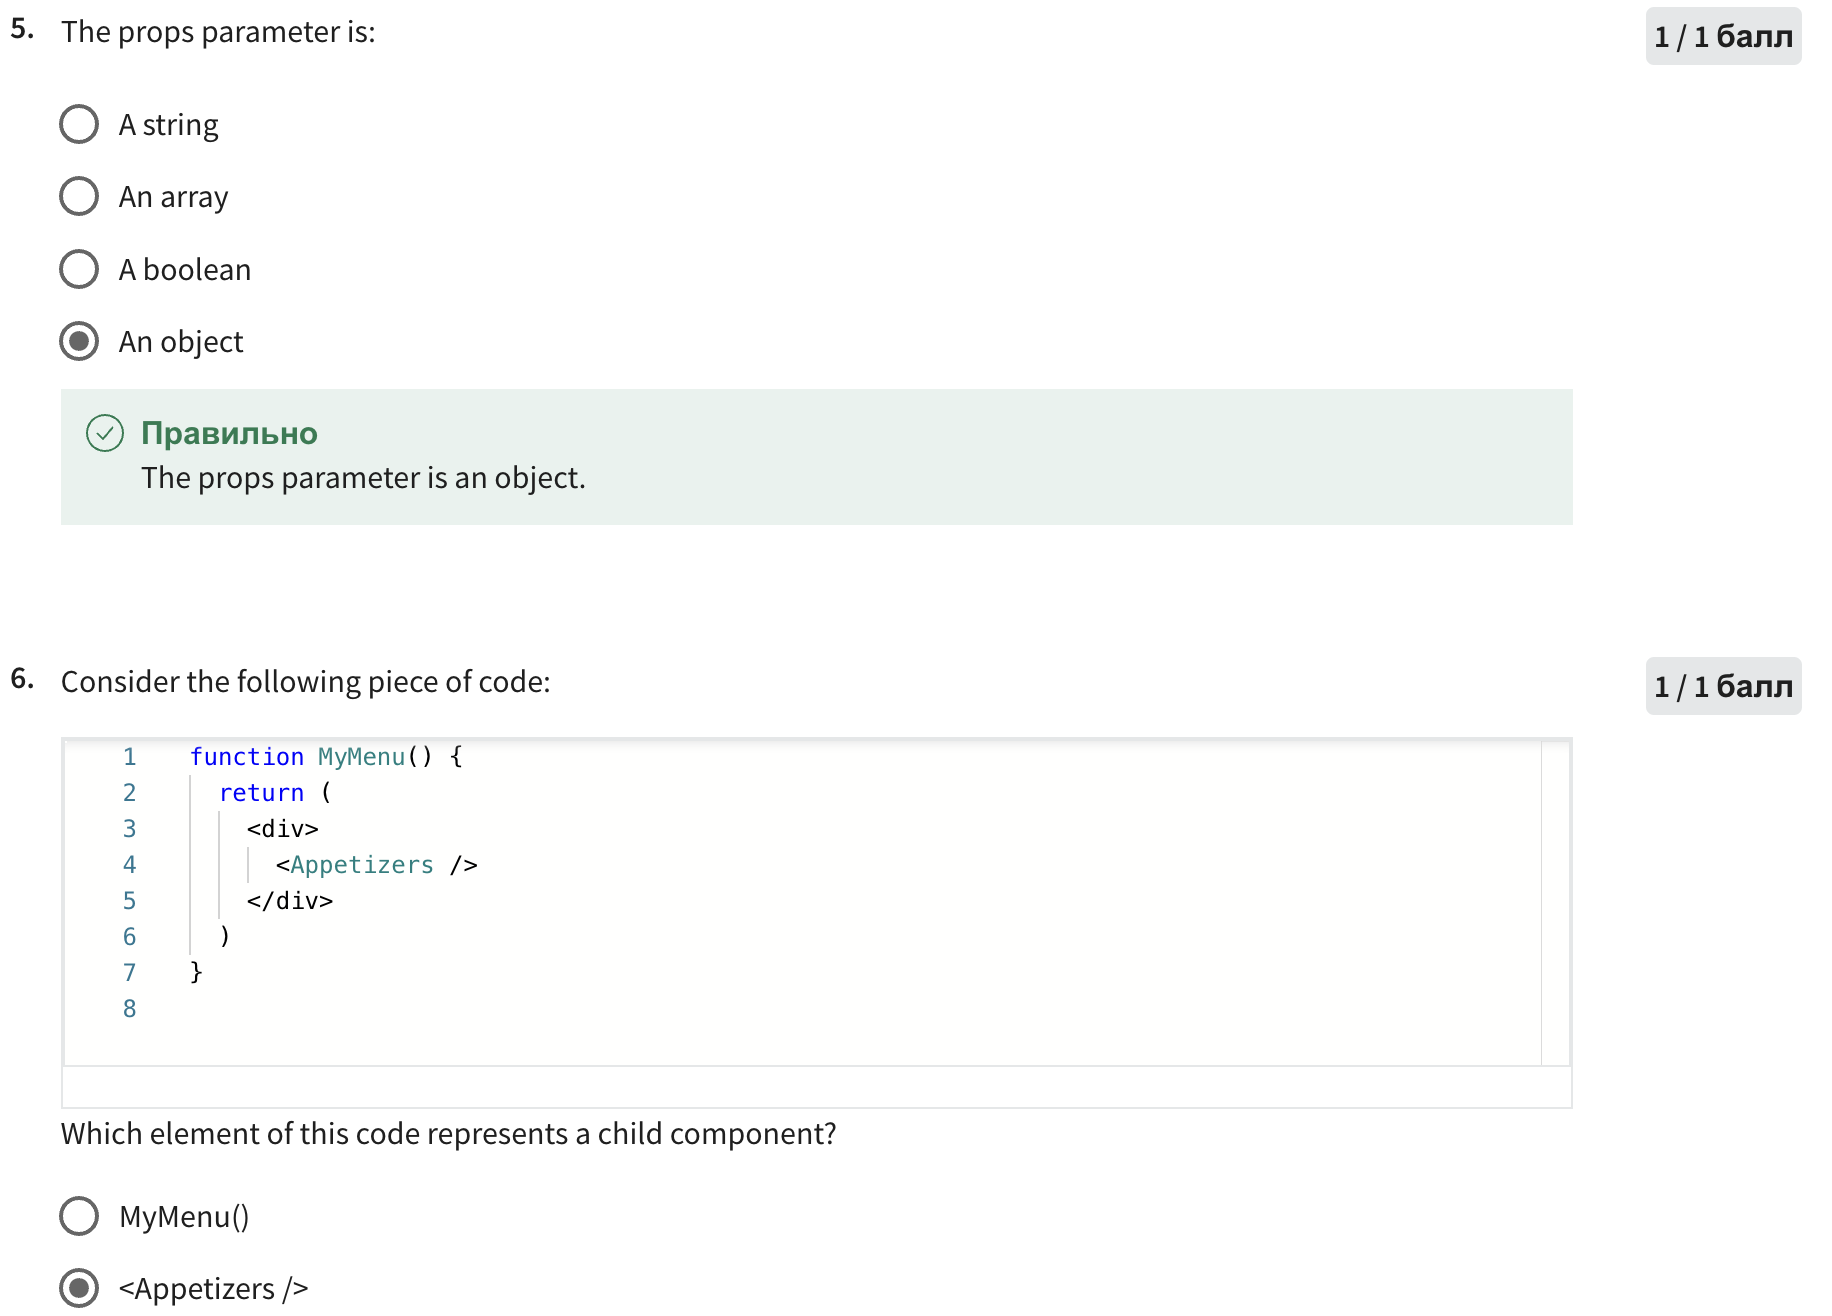 5. The props parameter is:
1 / 1 балл
A string
An array
A boolean
An object
Правильно
The props parameter is an object.
6. Consider the following piece of code:
1 / 1 балл
1 function MyMenu() {
2 return (
3 <div>
4 <Appetizers />
5 </div>
6 )
7 }
8
Which element of this code represents a child component?
MyMenu()
<Appetizers />